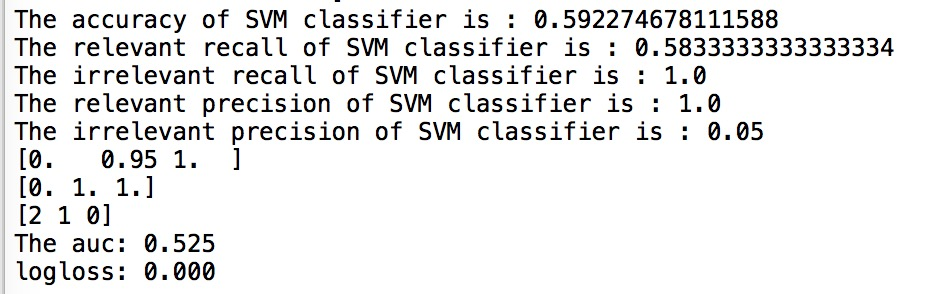 The accuracy of SVM classifier is : 0.592274678111588
The relevant recall of SVM classifier is : 0.5833333333333334
The irrelevant recall of SVM classifier is : 1.0
The relevant precision of SVM classifier is : 1.0
The irrelevant precision of SVM classifier is : 0.05
[0.   0.95 1.  ]
[0. 1. 1.]
[2 1 0]
The auc: 0.525
logloss: 0.000